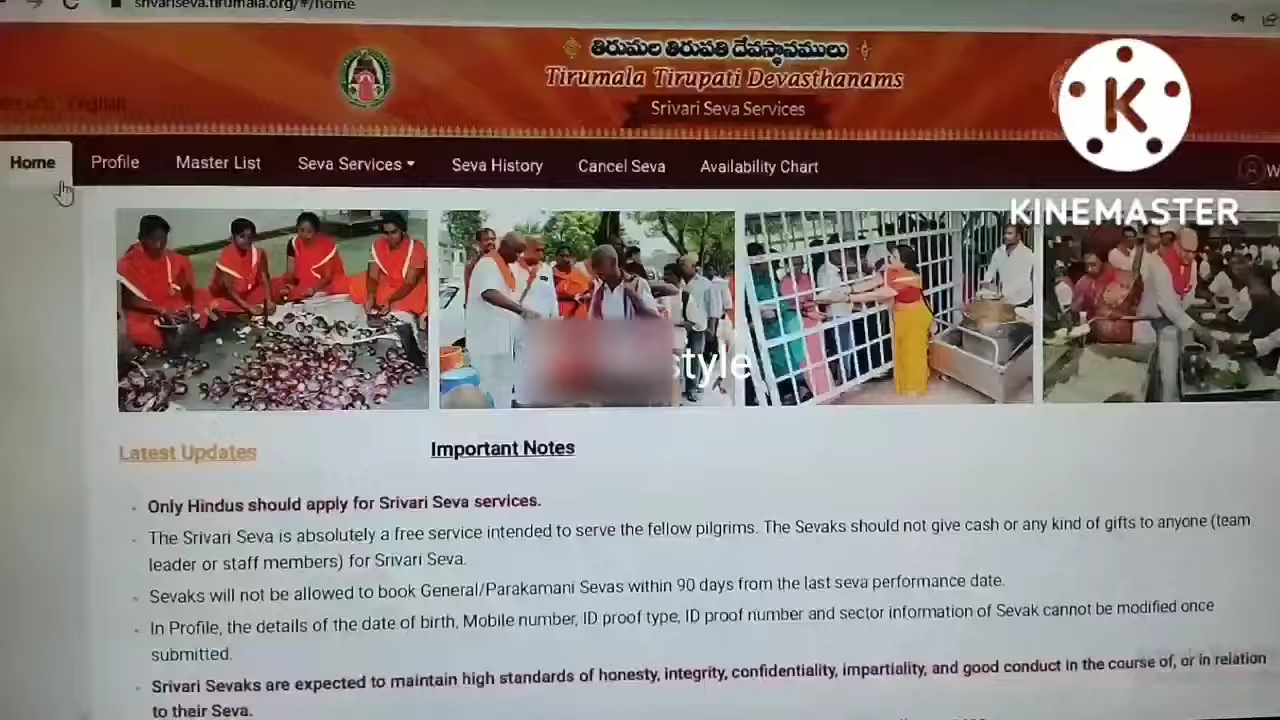 srivariseva.tirumala.org/#/home
తిరుమల తిరుపతి దేవస్థానములు
Tirumala Tirupati Devasthanams
Srivari Seva Services
English
Home Profile Master List Seva Services Seva History Cancel Seva Availability Chart
K
KINEMASTER
style
Latest Updates Important Notes
Only Hindus should apply for Srivari Seva services.
The Srivari Seva is absolutely a free service intended to serve the fellow pilgrims. The Sevaks should not give cash or any kind of gifts to anyone (team
leader or staff members) for Srivari Seva.
Sevaks will not be allowed to book General/Parakamani Sevas within 90 days from the last seva performance date.
In Profile, the details of the date of birth, Mobile number, ID proof type, ID proof number and sector information of Sevak cannot be modified once
submitted.
Srivari Sevaks are expected to maintain high standards of honesty, integrity, confidentiality, impartiality, and good conduct in the course of, or in relation
to their Seva.